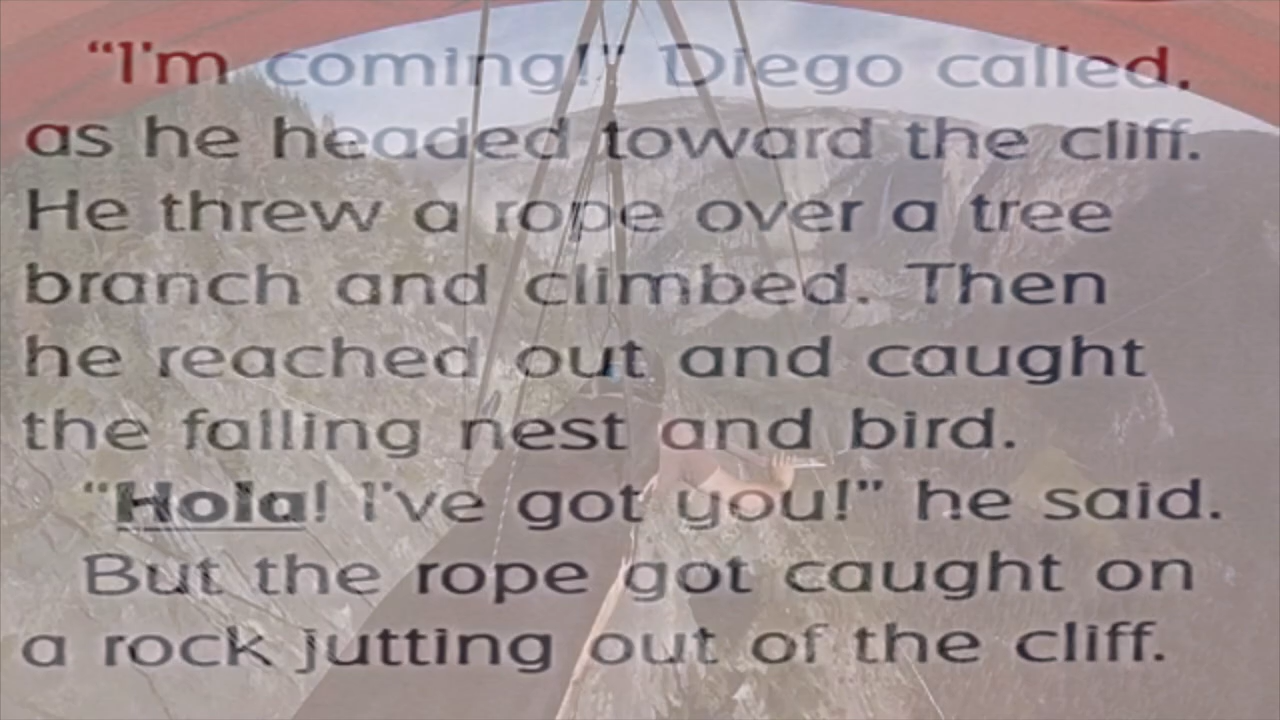 “I'm coming!” Diego called,
as he headed toward the cliff.
He threw a rope over a tree
branch and climbed. Then
he reached out and caught
the falling nest and bird.
“Hola! I've got you!” he said.
But the rope got caught on
a rock jutting out of the cliff.